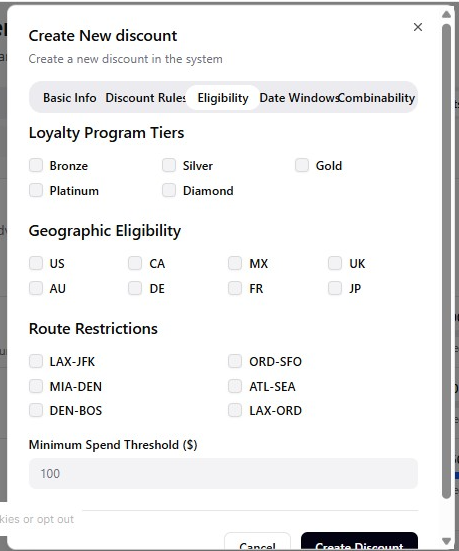 Create New discount
Create a new discount in the system
Basic Info Discount Rules Eligibility Date Windows Combinability
Loyalty Program Tiers
Bronze Silver Gold
Platinum Diamond
Geographic Eligibility
US CA MX UK
AU DE FR JP
Route Restrictions
LAX-JFK ORD-SFO
MIA-DEN ATL-SEA
DEN-BOS LAX-ORD
Minimum Spend Threshold ($)
100
kies or opt out
Cancel Create Discount